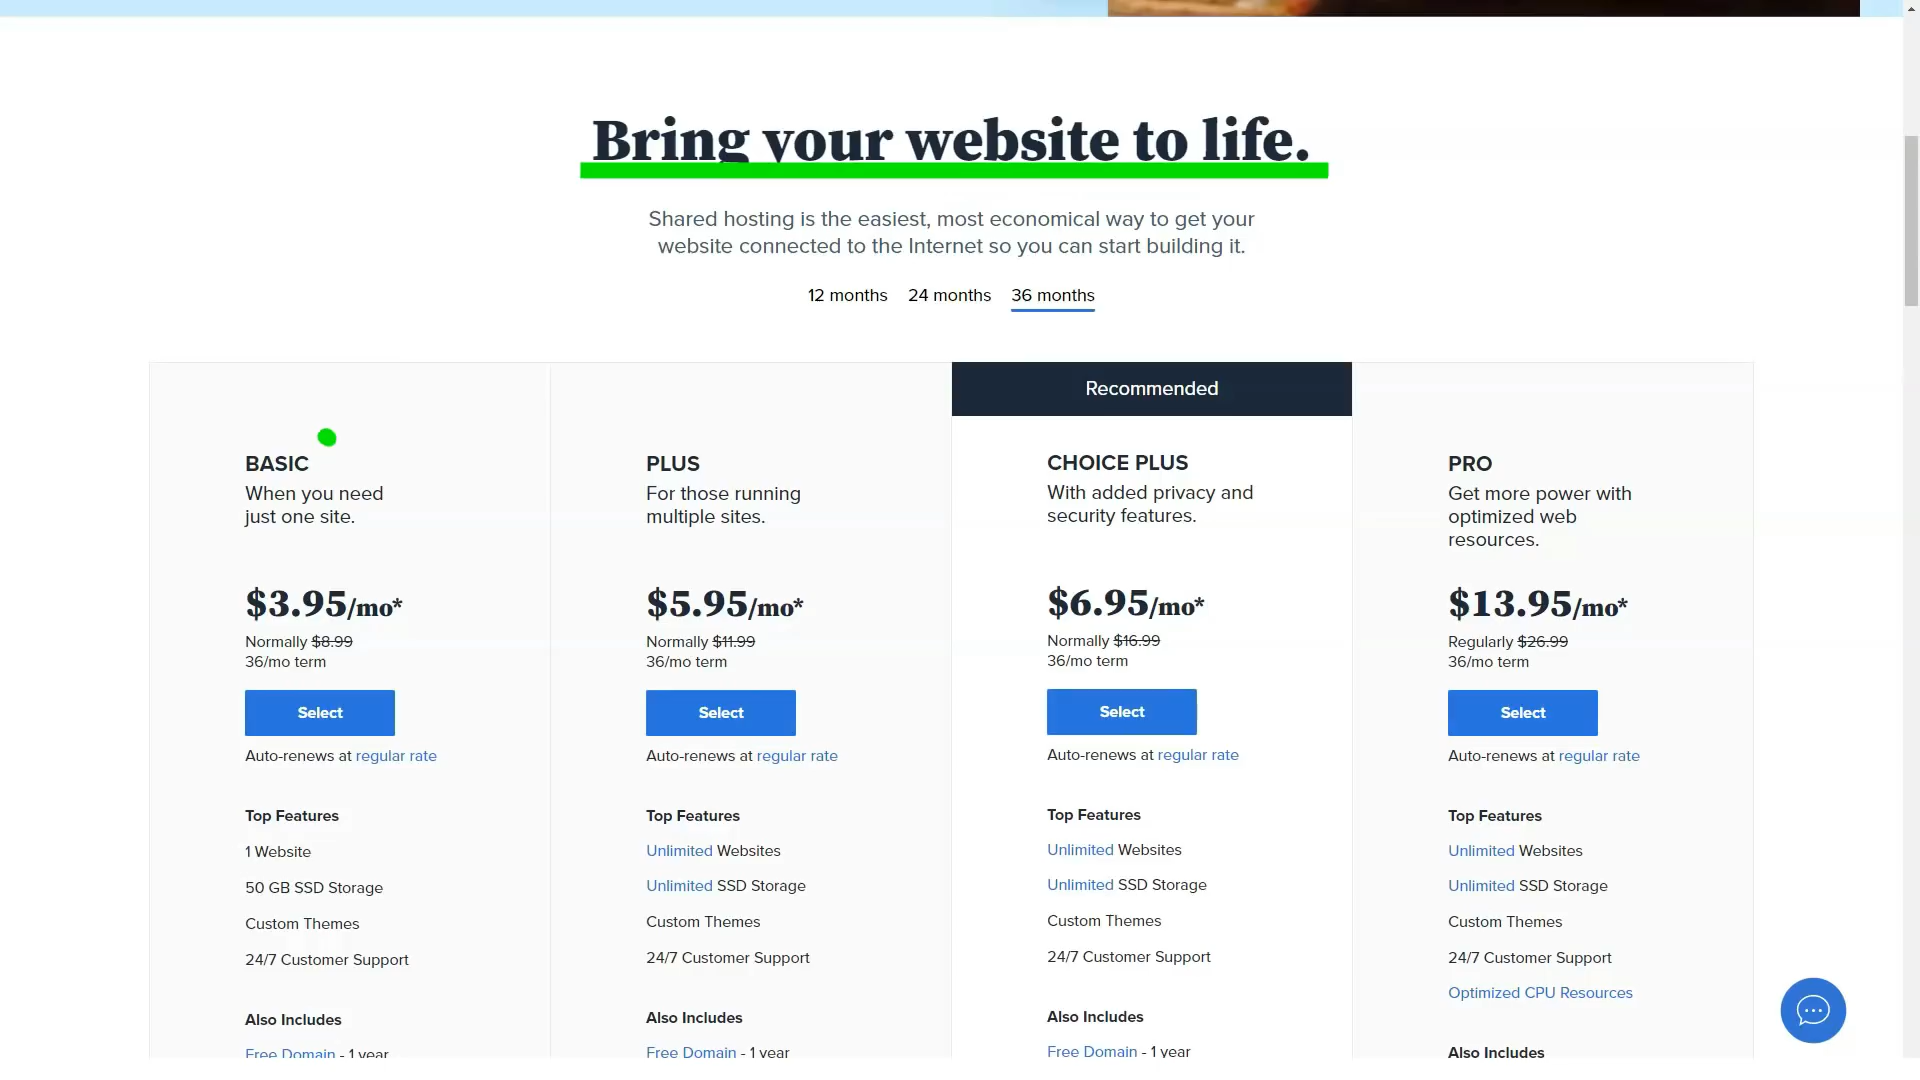 Bring your website to life.
Shared hosting is the easiest, most economical way to get your
website connected to the Internet so you can start building it.
12 months 24 months 36 months
Recommended
BASIC
When you need
just one site.
$3.95/mo*
Normally $8.99
36/mo term
Select
Auto-renews at regular rate
Top Features
1 Website
50 GB SSD Storage
Custom Themes
24/7 Customer Support
Also Includes
Free Domain - 1 year
PLUS
For those running
multiple sites.
$5.95/mo*
Normally $11.99
36/mo term
Select
Auto-renews at regular rate
Top Features
Unlimited Websites
Unlimited SSD Storage
Custom Themes
24/7 Customer Support
Also Includes
Free Domain - 1 year
CHOICE PLUS
With added privacy and
security features.
$6.95/mo*
Normally $16.99
36/mo term
Select
Auto-renews at regular rate
Top Features
Unlimited Websites
Unlimited SSD Storage
Custom Themes
24/7 Customer Support
Also Includes
Free Domain - 1 year
PRO
Get more power with
optimized web
resources.
$13.95/mo*
Regularly $26.99
36/mo term
Select
Auto-renews at regular rate
Top Features
Unlimited Websites
Unlimited SSD Storage
Custom Themes
24/7 Customer Support
Optimized CPU Resources
Also Includes